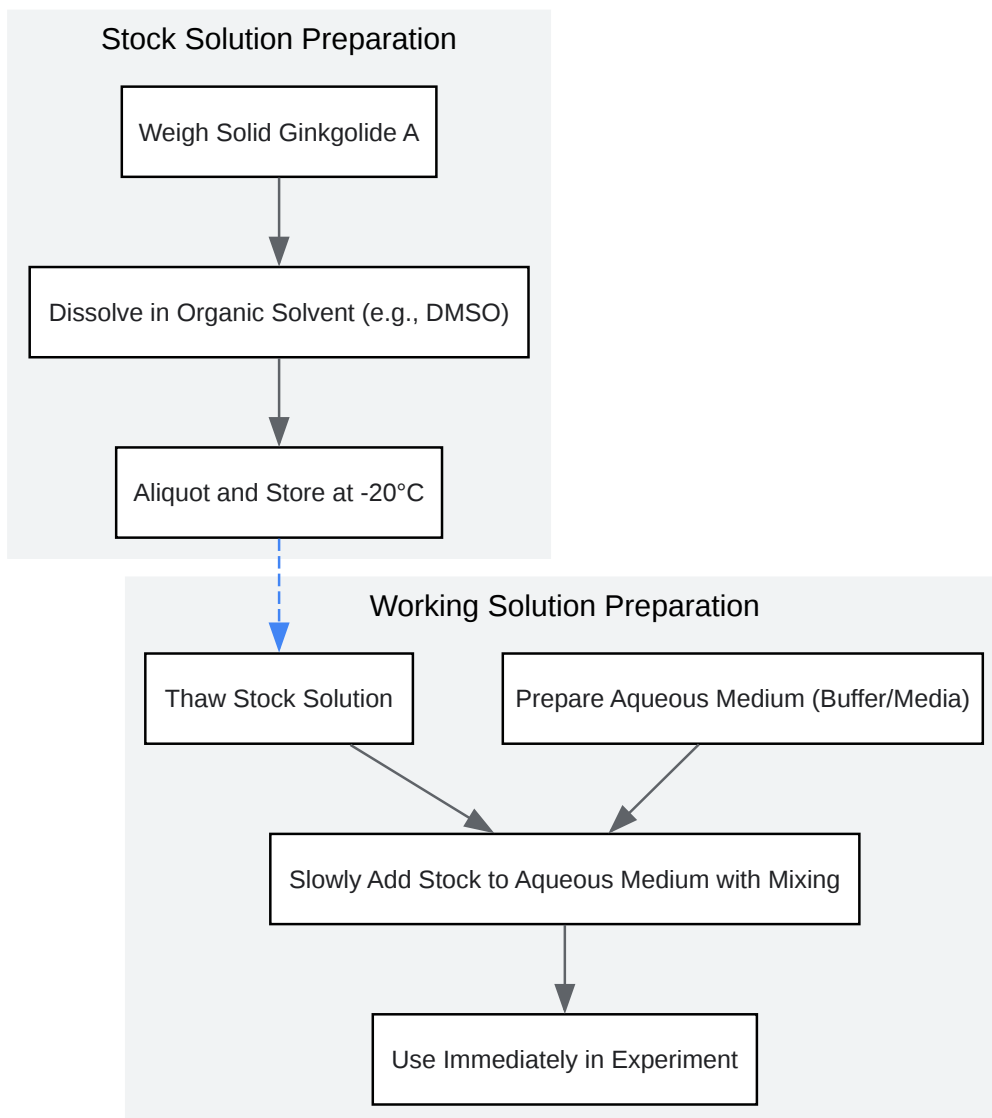 Stock Solution Preparation
Weigh Solid Ginkgolide A
Dissolve in Organic Solvent (e.g., DMSO)
Aliquot and Store at -20°C
Working Solution Preparation
Thaw Stock Solution
Prepare Aqueous Medium (Buffer/Media)
Slowly Add Stock to Aqueous Medium with Mixing
Use Immediately in Experiment